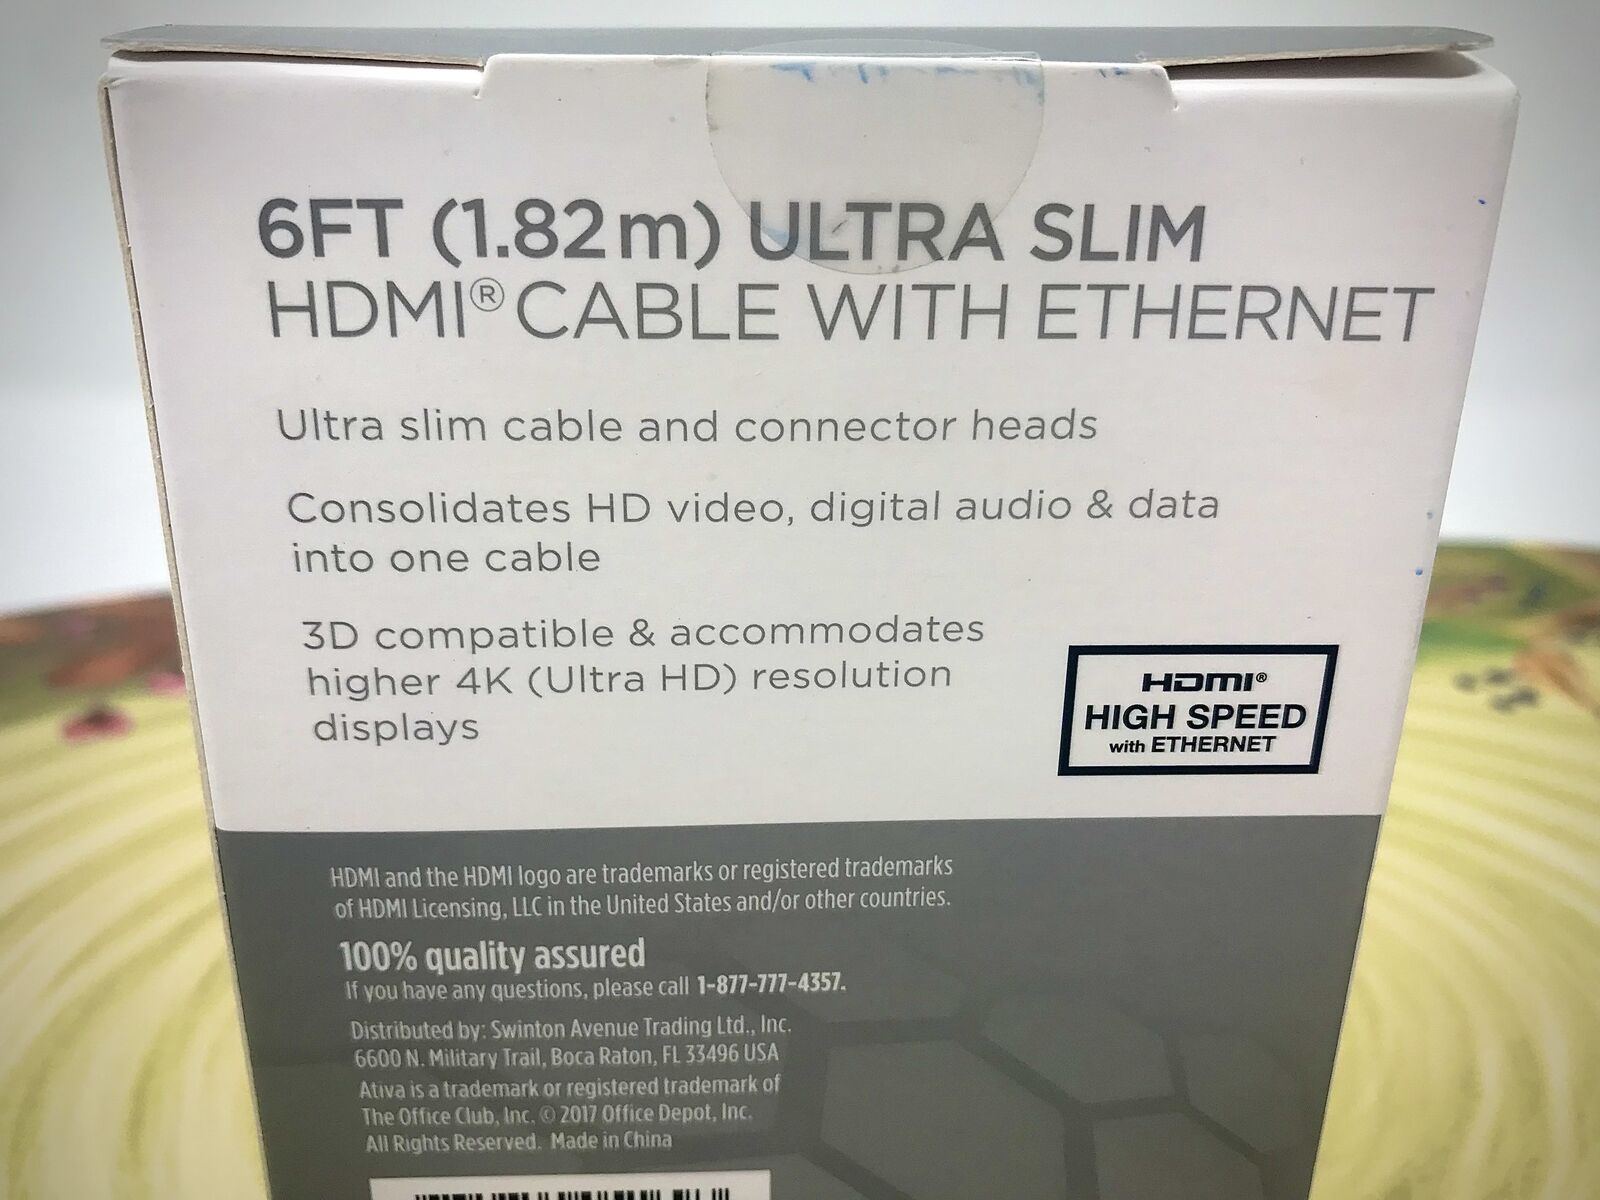 6FT (1.82m) ULTRA SLIM
HDMI® CABLE WITH ETHERNET
Ultra slim cable and connector heads
Consolidates HD video, digital audio & data
into one cable
3D compatible & accommodates
higher 4K (Ultra HD) resolution
displays
HDMI®
HIGH SPEED
with ETHERNET
HDMI and the HDMI logo are trademarks or registered trademarks
of HDMI Licensing, LLC in the United States and/or other countries.
100% quality assured
If you have any questions, please call 1-877-777-4357.
Distributed by: Swinton Avenue Trading Ltd., Inc.
6600 N. Military Trail, Boca Raton, FL 33496 USA
Ativa is a trademark or registered trademark of
The Office Club, Inc. © 2017 Office Depot, Inc.
All Rights Reserved. Made in China